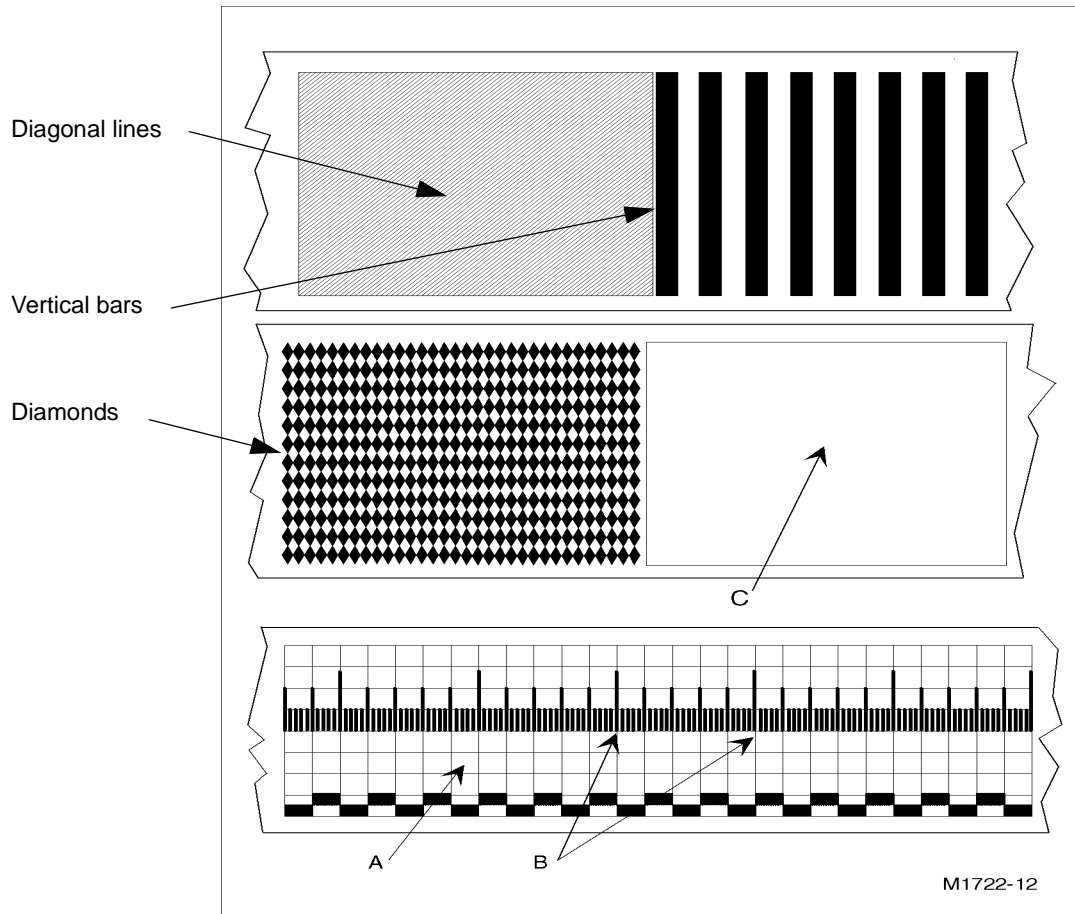 Diagonal lines
Vertical bars
Diamonds
C
A
B
M1722-12